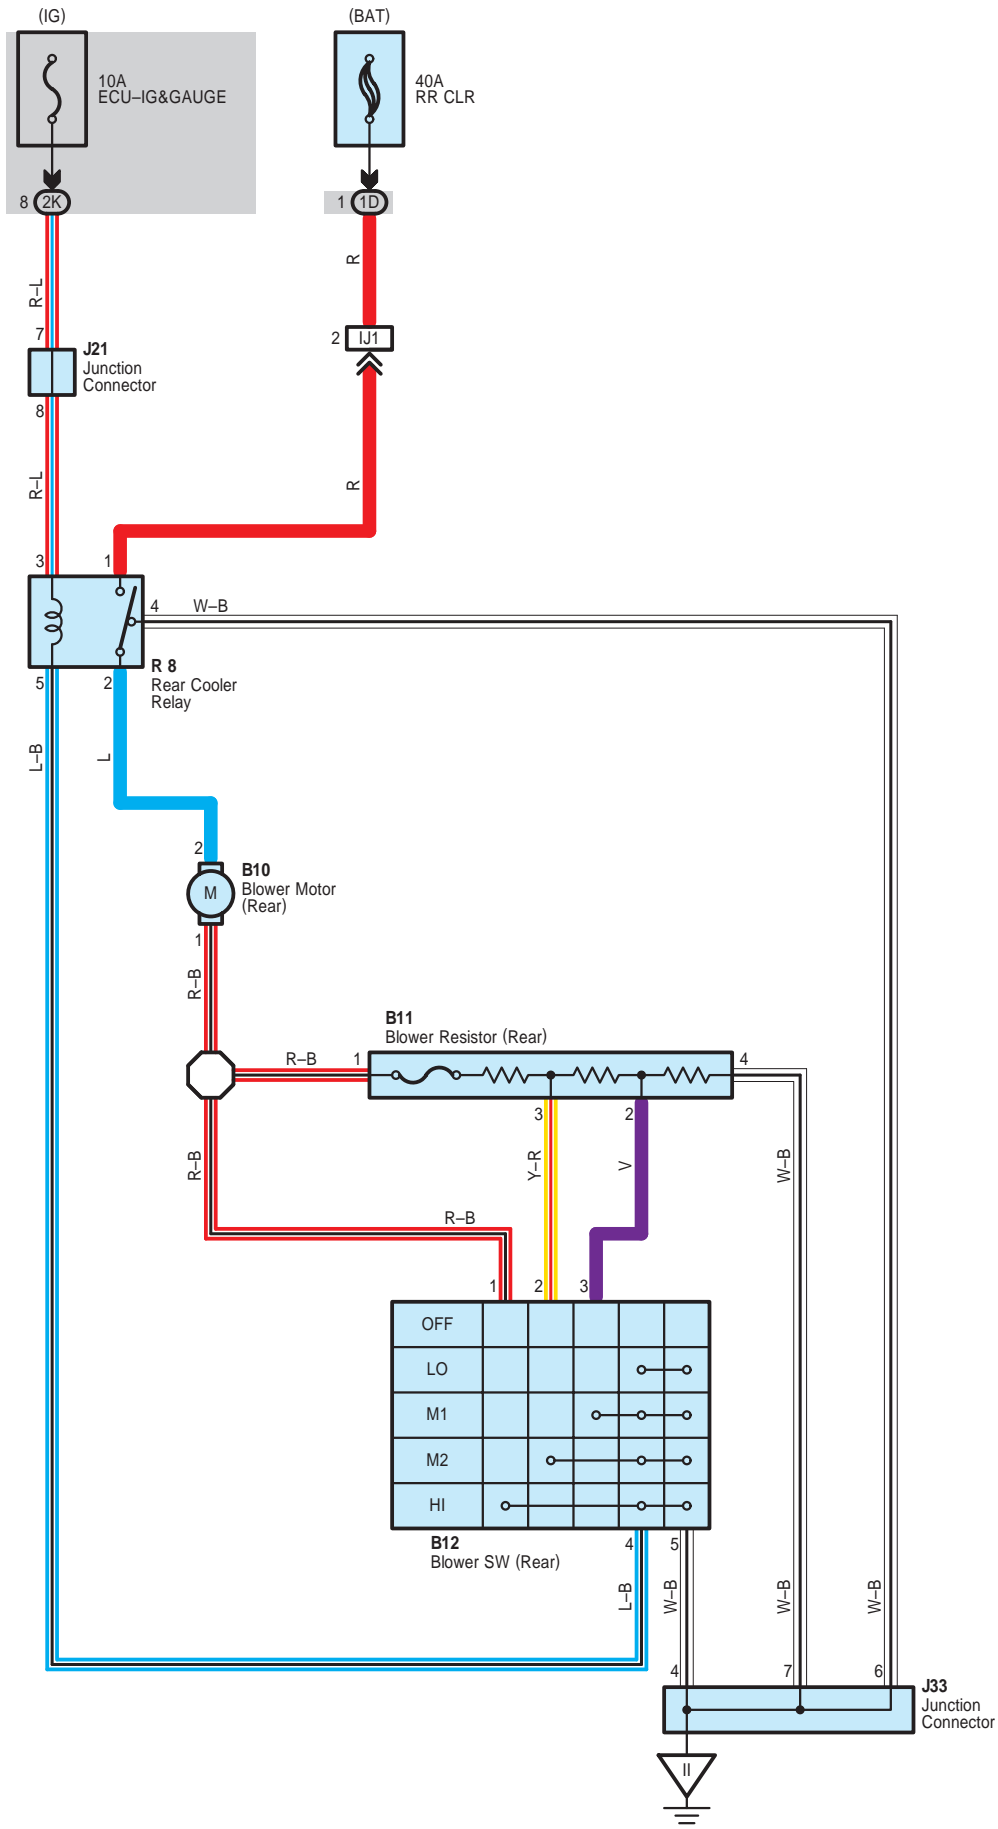 (IG)
(BAT)
10A
ECU–IG&GAUGE
40A
RR CLR
8
2K
1
1D
R–L
R
7
2
IJ1
J21
Junction
Connector
8
R–L
R
3
1
4
W–B
R 8
Rear Cooler
Relay
5
2
L–B
L
2
B10
Blower Motor
(Rear)
M
1
R–B
B11
Blower Resistor (Rear)
R–B
1
4
3
2
R–B
Y–R
V
W–B
R–B
1
2
3
OFF
LO
M1
M2
HI
B12
Blower SW (Rear)
4
5
L–B
W–B
W–B
W–B
4
7
6
J33
Junction
Connector
II